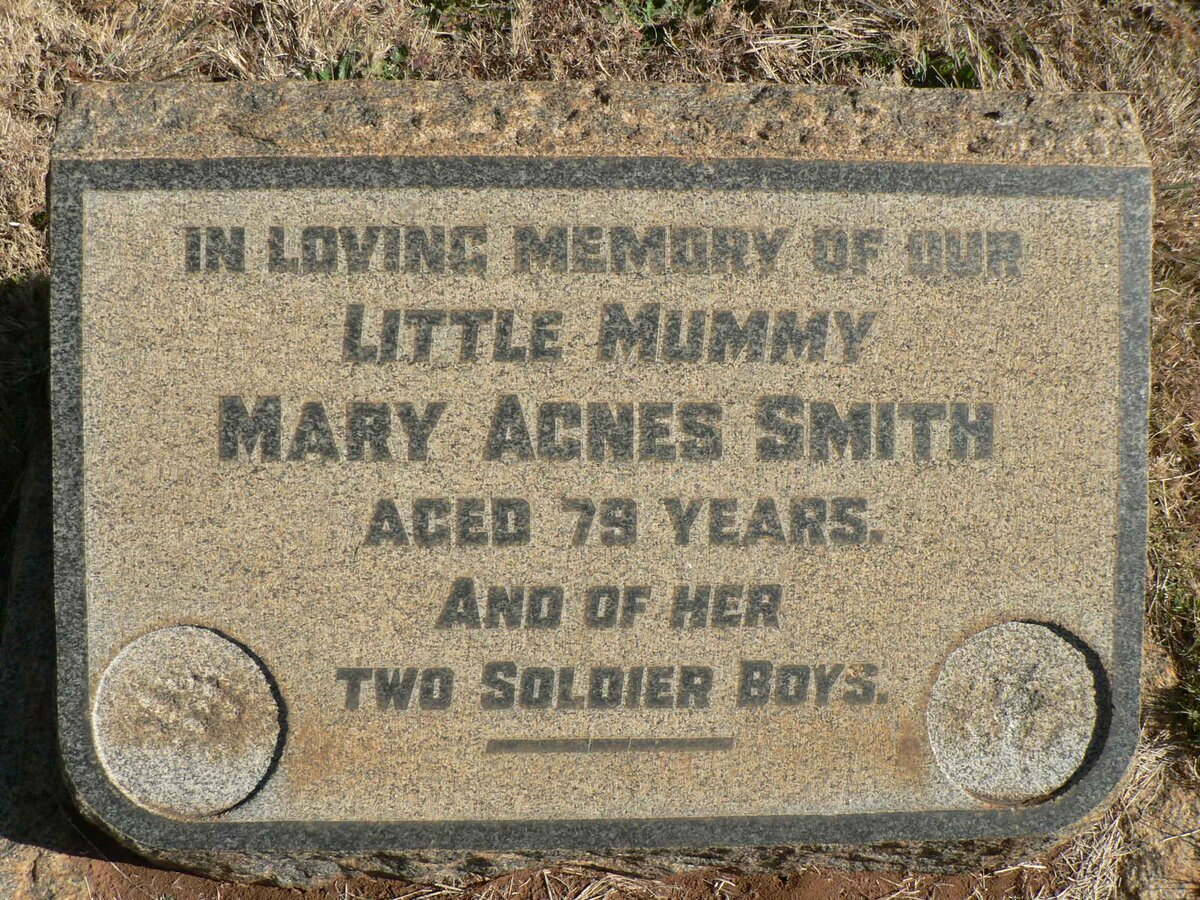 IN LOVING MEMORY OF OUR
LITTLE MUMMY
MARY AGNES SMITH
AGED 79 YEARS.
AND OF HER
TWO SOLDIER BOYS.